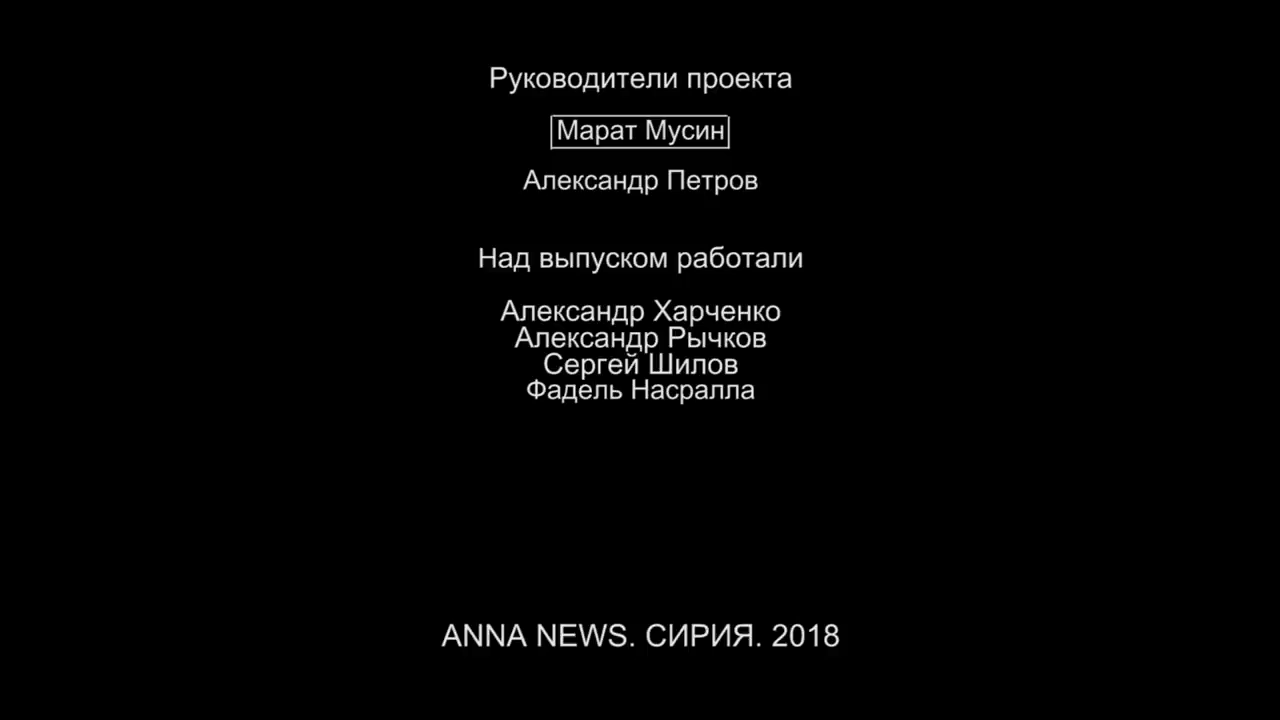 Руководители проекта
Марат Мусин
Александр Петров
Над выпуском работали
Александр Харченко
Александр Рычков
Сергей Шилов
Фадель Насралла
ANNA NEWS. СИРИЯ. 2018